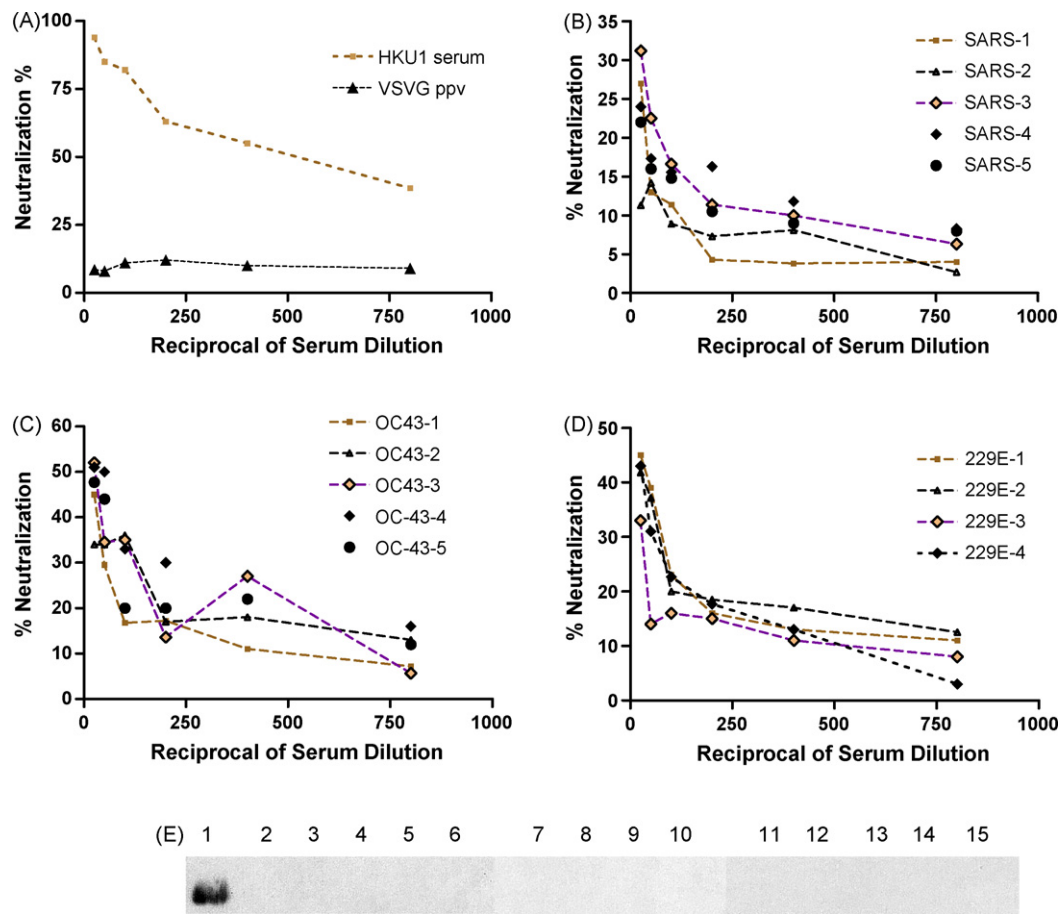 (A)
100
75
50
25
0
Neutralization %
HKU1 serum
VSVG ppv
0 250 500 750 1000
Reciprocal of Serum Dilution
(B)
35
30
25
20
15
10
5
0
% Neutralization
SARS-1
SARS-2
SARS-3
SARS-4
SARS-5
0 250 500 750 1000
Reciprocal of Serum Dilution
(C)
60
50
40
30
20
10
0
% Neutralization
OC43-1
OC43-2
OC43-3
OC-43-4
OC-43-5
0 250 500 750 1000
Reciprocal of Serum Dilution
(D)
50
40
30
20
10
0
% Neutralization
229E-1
229E-2
229E-3
229E-4
0 250 500 750 1000
Reciprocal of Serum Dilution
(E) 1 2 3 4 5 6 7 8 9 10 11 12 13 14 15